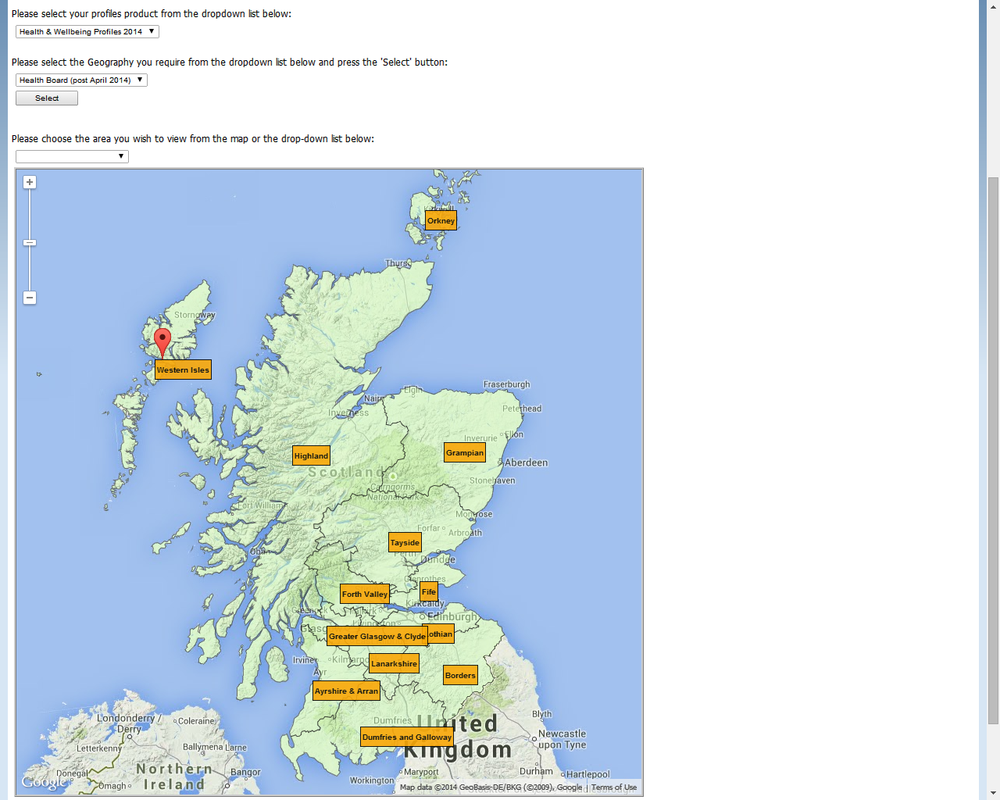 Please select your profiles product from the dropdown list below:
Health & Wellbeing Profiles 2014
Please select the Geography you require from the dropdown list below and press the 'Select' button:
Health Board (post April 2014)
Select
Please choose the area you wish to view from the map or the drop-down list below:
Orkney
Thurso
Stornoway
Western Isles
Fraserburgh
Elgin
Nairn
Peterhead
Inverness
Ellon
Inverurie
Highland
Grampian
Aberdeen
Scotland
Stonehaven
Cairngorms
National Park
Fort William
Montrose
Forfar
Arbroath
Tayside
Perth
Oban
Dundee
Glenrothes
Fife
Forth Valley
Kirkcaldy
Greenock
Falkirk
Edinburgh
Livingston
Glasg
Greater Glasgow & Clyde
othian
Irvine
Kilmarno
Lanarkshire
Ayr
Borders
Ayrshire & Arran
Dumfries
United
Kingdom
Dumfries and Galloway
Blyth
Newcastle
upon Tyne
Londonderry /
Derry
Coleraine
Letterkenny
Ballymena
Larne
Northern
Ireland
Donegal
Bangor
Omagh
Durham
Hartlepool
Maryport
Workington
Google
Map data ©2014 GeoBasis-DE/BKG (©2009), Google
Terms of Use